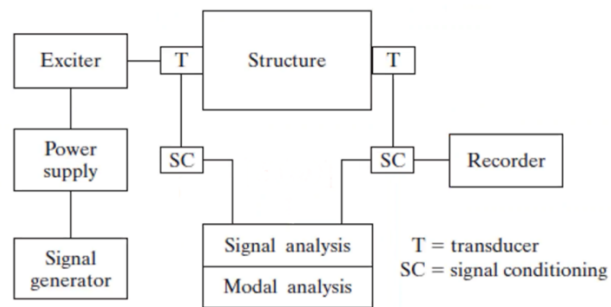 Exciter
T
Structure
T
Power
supply
SC
SC
Recorder
Signal
generator
Signal analysis
Modal analysis
T = transducer
SC = signal conditioning